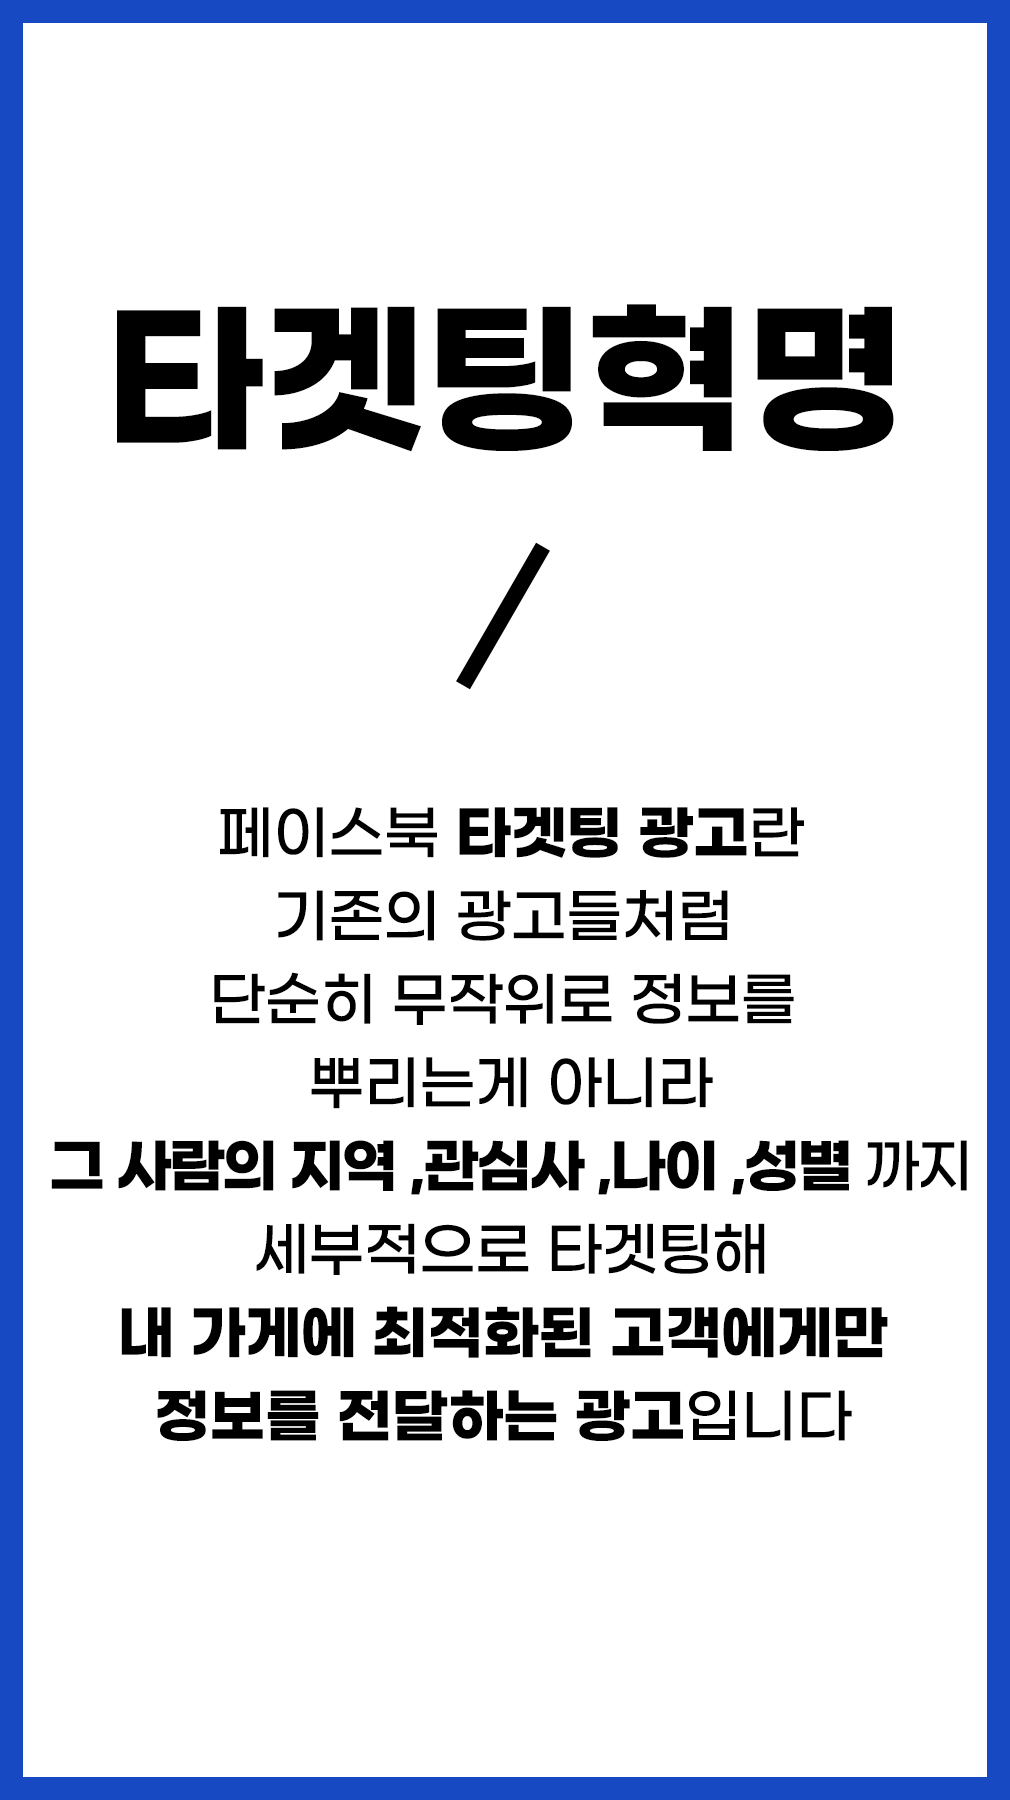 타겟팅혁명
/
페이스북 타겟팅 광고란
기존의 광고들처럼
단순히 무작위로 정보를
뿌리는게 아니라
그 사람의 지역 ,관심사 ,나이 ,성별 까지
세부적으로 타겟팅해
내 가게에 최적화된 고객에게만
정보를 전달하는 광고입니다